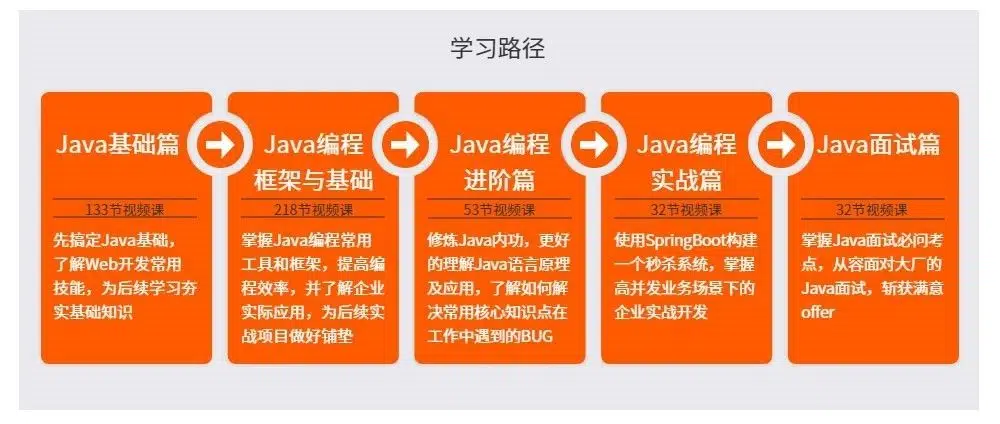 学习路径
Java基础篇
133节视频课
先搞定Java基础，
了解Web开发常用
技能，为后续学习夯
实基础知识
Java编程
框架与基础
218节视频课
掌握Java编程常用
工具和框架，提高编
程效率，并了解企业
实际应用，为后续实
战项目做好铺垫
Java编程
进阶篇
53节视频课
修炼Java内功，更好
的理解Java语言原理
及应用，了解如何解
决常用核心知识点在
工作中遇到的BUG
Java编程
实战篇
32节视频课
使用SpringBoot构建
一个秒杀系统，掌握
高并发业务场景下的
企业实战开发
Java面试篇
32节视频课
掌握Java面试必问考
点，从容面对大厂的
Java面试，斩获满意
offer